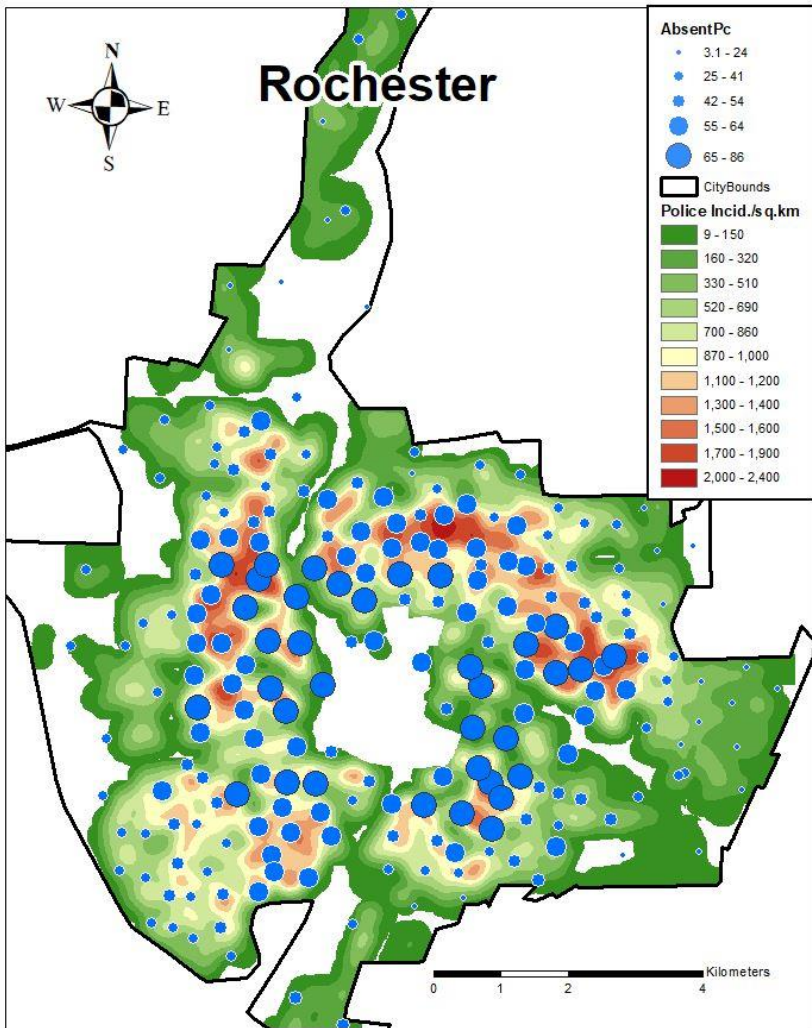 Rochester
N
W E
S
AbsentPc
3.1 - 24
25 - 41
42 - 54
55 - 64
65 - 86
CityBounds
Police Incid./sq.km
9 - 150
160 - 320
330 - 510
520 - 690
700 - 860
870 - 1,000
1,100 - 1,200
1,300 - 1,400
1,500 - 1,600
1,700 - 1,900
2,000 - 2,400
Kilometers
0 1 2 4